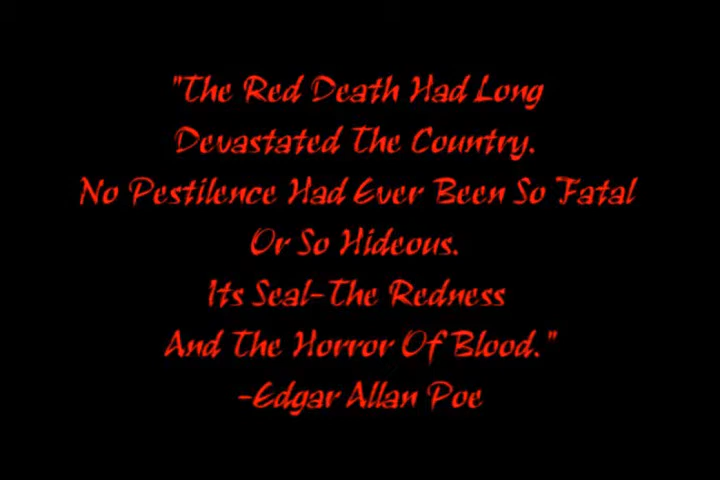 "The Red Death Had Long
Devastated The Country.
No Pestilence Had Ever Been So Fatal
Or So Hideous.
Its Seal-The Redness
And The Horror Of Blood."
-Edgar Allan Poe